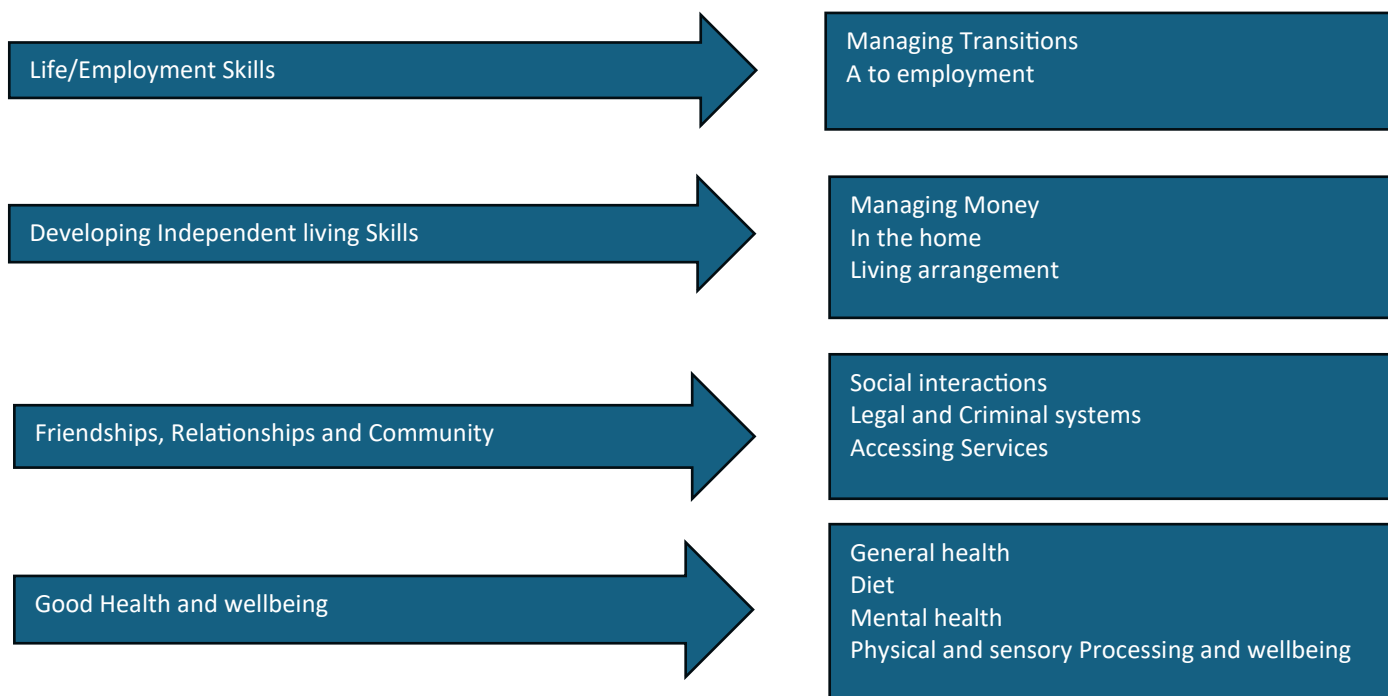 Life/Employment Skills
Managing Transitions
A to employment
Developing Independent living Skills
Managing Money
In the home
Living arrangement
Friendships, Relationships and Community
Social interactions
Legal and Criminal systems
Accessing Services
Good Health and wellbeing
General health
Diet
Mental health
Physical and sensory Processing and wellbeing